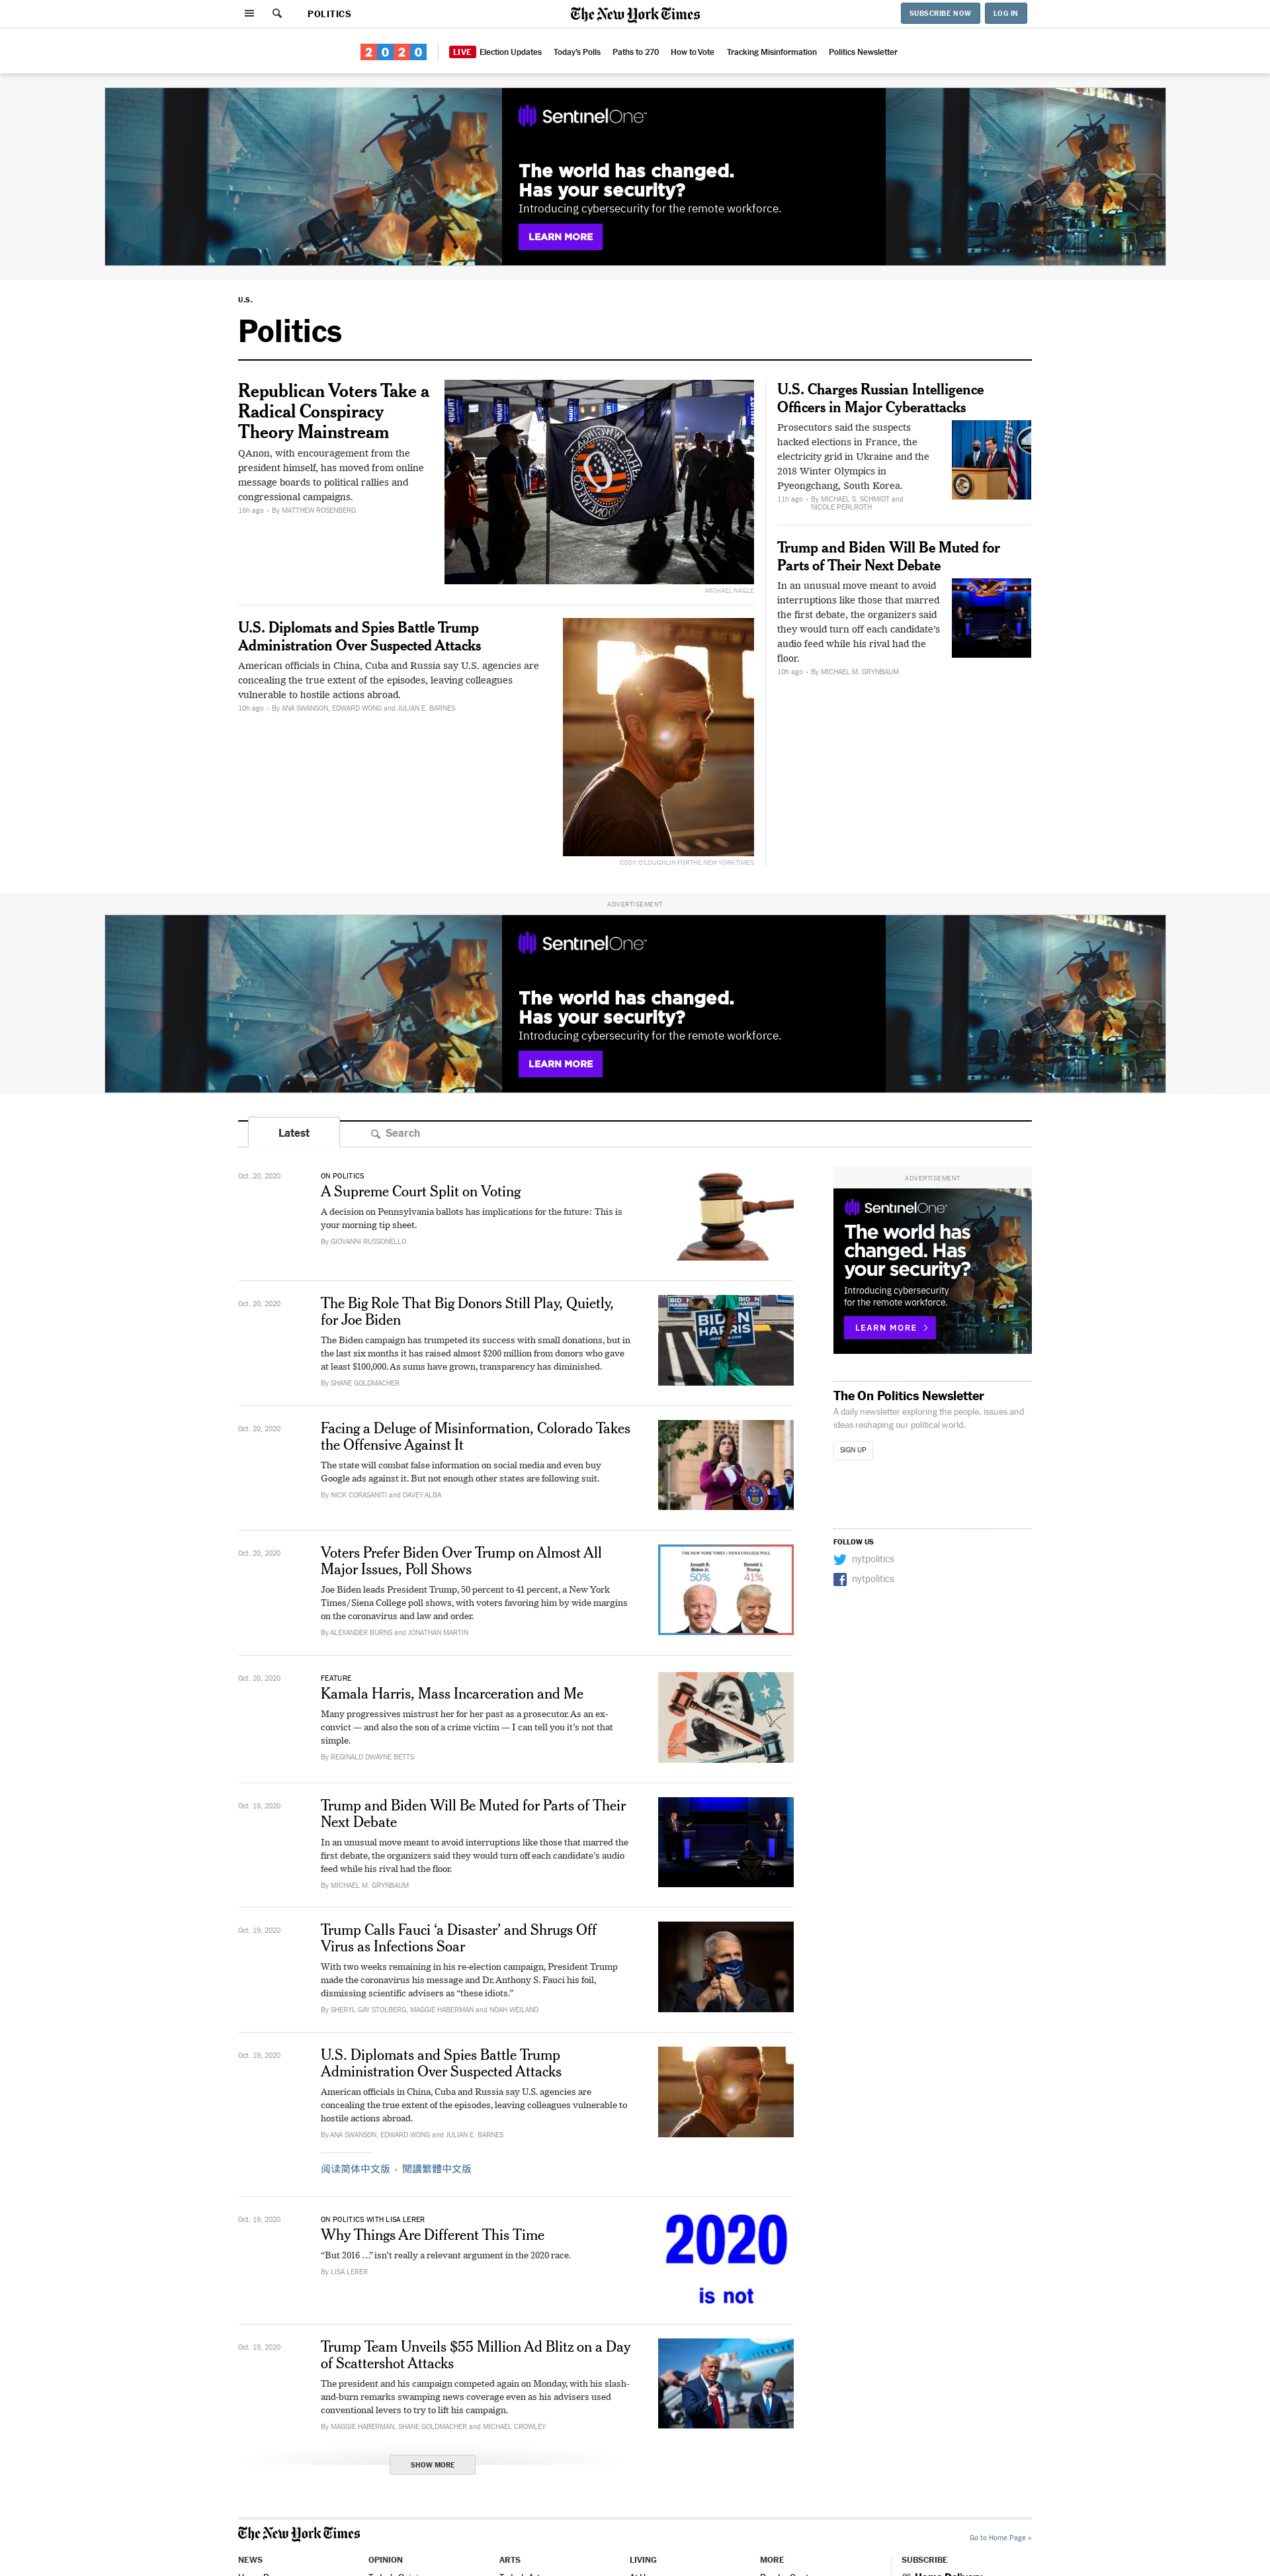 POLITICS
The New York Times
SUBSCRIBE NOW
LOG IN
2020
LIVE Election Updates
Today's Polls
Paths to 270
How to Vote
Tracking Misinformation
Politics Newsletter
SentinelOne™
The world has changed.
Has your security?
Introducing cybersecurity for the remote workforce.
LEARN MORE
U.S.
Politics
Republican Voters Take a
Radical Conspiracy
Theory Mainstream
QAnon, with encouragement from the
president himself, has moved from online
message boards to political rallies and
congressional campaigns.
16h ago • By MATTHEW ROSENBERG
MICHAEL NAGLE
U.S. Diplomats and Spies Battle Trump
Administration Over Suspected Attacks
American officials in China, Cuba and Russia say U.S. agencies are
concealing the true extent of the episodes, leaving colleagues
vulnerable to hostile actions abroad.
10h ago • By ANA SWANSON, EDWARD WONG and JULIAN E. BARNES
CODY O'LOUGHLIN FOR THE NEW YORK TIMES
U.S. Charges Russian Intelligence
Officers in Major Cyberattacks
Prosecutors said the suspects
hacked elections in France, the
electricity grid in Ukraine and the
2018 Winter Olympics in
Pyeongchang, South Korea.
11h ago • By MICHAEL S. SCHMIDT and
NICOLE PERLROTH
Trump and Biden Will Be Muted for
Parts of Their Next Debate
In an unusual move meant to avoid
interruptions like those that marred
the first debate, the organizers said
they would turn off each candidate's
audio feed while his rival had the
floor.
10h ago • By MICHAEL M. GRYNBAUM
ADVERTISEMENT
SentinelOne™
The world has changed.
Has your security?
Introducing cybersecurity for the remote workforce.
LEARN MORE
Latest
Search
Oct. 20, 2020
ON POLITICS
A Supreme Court Split on Voting
A decision on Pennsylvania ballots has implications for the future: This is
your morning tip sheet.
By GIOVANNI RUSSONELLO
Oct. 20, 2020
The Big Role That Big Donors Still Play, Quietly,
for Joe Biden
The Biden campaign has trumpeted its success with small donations, but in
the last six months it has raised almost $200 million from donors who gave
at least $100,000. As sums have grown, transparency has diminished.
By SHANE GOLDMACHER
BIDEN
HARRIS
Oct. 20, 2020
Facing a Deluge of Misinformation, Colorado Takes
the Offensive Against It
The state will combat false information on social media and even buy
Google ads against it. But not enough other states are following suit.
By NICK CORASANITI and DAVEY ALBA
Oct. 20, 2020
Voters Prefer Biden Over Trump on Almost All
Major Issues, Poll Shows
Joe Biden leads President Trump, 50 percent to 41 percent, a New York
Times/Siena College poll shows, with voters favoring him by wide margins
on the coronavirus and law and order.
By ALEXANDER BURNS and JONATHAN MARTIN
THE NEW YORK TIMES / SIENA COLLEGE POLL
Joseph R.
Biden Jr.
50%
Donald J.
Trump
41%
Oct. 20, 2020
FEATURE
Kamala Harris, Mass Incarceration and Me
Many progressives mistrust her for her past as a prosecutor. As an ex-
convict — and also the son of a crime victim — I can tell you it's not that
simple.
By REGINALD DWAYNE BETTS
Oct. 19, 2020
Trump and Biden Will Be Muted for Parts of Their
Next Debate
In an unusual move meant to avoid interruptions like those that marred the
first debate, the organizers said they would turn off each candidate's audio
feed while his rival had the floor.
By MICHAEL M. GRYNBAUM
Oct. 19, 2020
Trump Calls Fauci ‘a Disaster’ and Shrugs Off
Virus as Infections Soar
With two weeks remaining in his re-election campaign, President Trump
made the coronavirus his message and Dr. Anthony S. Fauci his foil,
dismissing scientific advisers as “these idiots.”
By SHERYL GAY STOLBERG, MAGGIE HABERMAN and NOAH WEILAND
Oct. 19, 2020
U.S. Diplomats and Spies Battle Trump
Administration Over Suspected Attacks
American officials in China, Cuba and Russia say U.S. agencies are
concealing the true extent of the episodes, leaving colleagues vulnerable to
hostile actions abroad.
By ANA SWANSON, EDWARD WONG and JULIAN E. BARNES
阅读简体中文版 • 閱讀繁體中文版
Oct. 19, 2020
ON POLITICS WITH LISA LERER
Why Things Are Different This Time
“But 2016 …” isn't really a relevant argument in the 2020 race.
By LISA LERER
2020
is not
Oct. 19, 2020
Trump Team Unveils $55 Million Ad Blitz on a Day
of Scattershot Attacks
The president and his campaign competed again on Monday, with his slash-
and-burn remarks swamping news coverage even as his advisers used
conventional levers to try to lift his campaign.
By MAGGIE HABERMAN, SHANE GOLDMACHER and MICHAEL CROWLEY
SHOW MORE
ADVERTISEMENT
SentinelOne™
The world has
changed. Has
your security?
Introducing cybersecurity
for the remote workforce.
LEARN MORE >
The On Politics Newsletter
A daily newsletter exploring the people, issues and
ideas reshaping our political world.
SIGN UP
FOLLOW US
nytpolitics
nytpolitics
The New York Times
Go to Home Page »
NEWS
OPINION
ARTS
LIVING
MORE
SUBSCRIBE